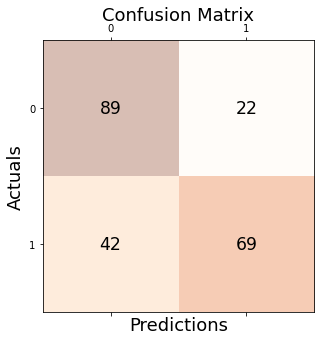 Confusion Matrix
0 1
0 89 22
Actuals
1 42 69
Predictions